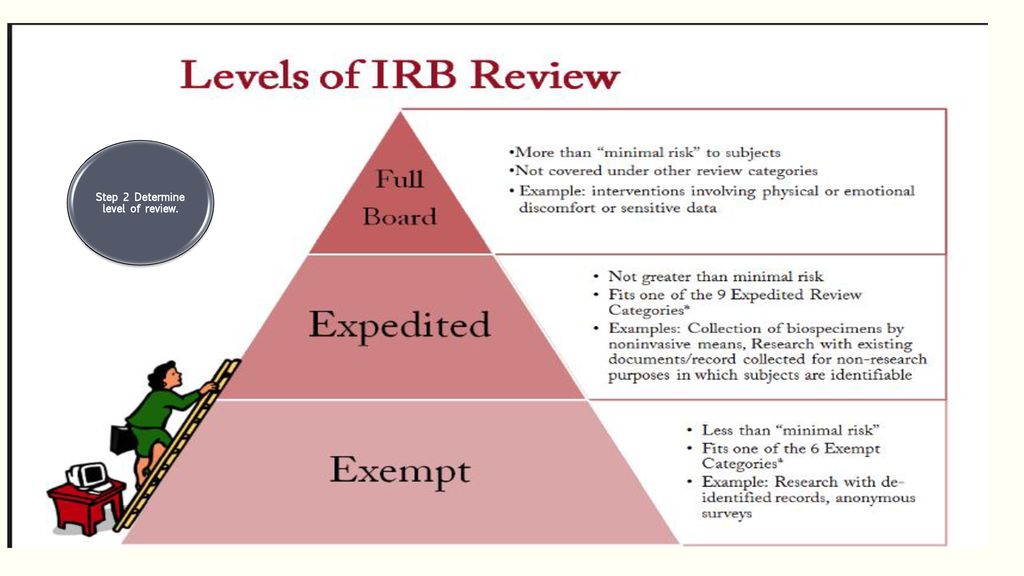 Levels of IRB Review
Step 2 Determine
level of review.
Full
Board
•More than “minimal risk” to subjects
•Not covered under other review categories
• Example: interventions involving physical or emotional
discomfort or sensitive data
Expedited
• Not greater than minimal risk
• Fits one of the 9 Expedited Review
Categories*
• Examples: Collection of biospecimens by
noninvasive means, Research with existing
documents/record collected for non-research
purposes in which subjects are identifiable
Exempt
• Less than “minimal risk”
• Fits one of the 6 Exempt
Categories*
• Example: Research with de-
identified records, anonymous
surveys